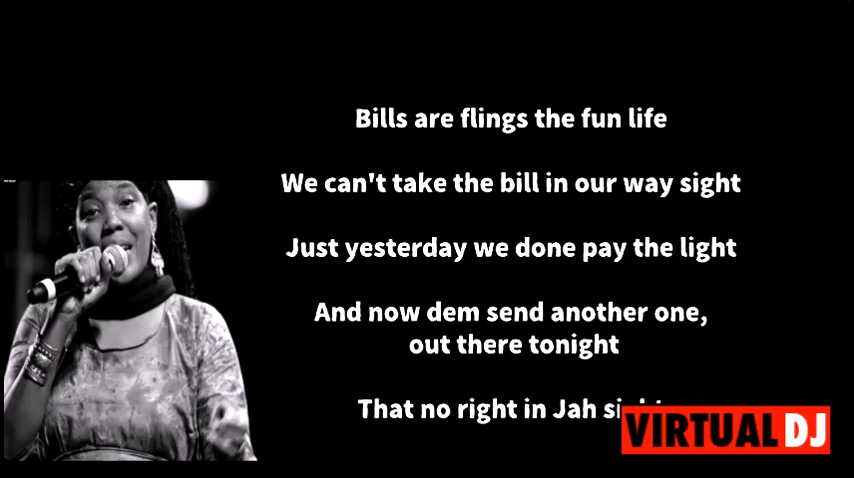 Bills are flings the fun life
We can't take the bill in our way sight
Just yesterday we done pay the light
And now dem send another one,
out there tonight
That no right in Jah
VIRTUAL DJ